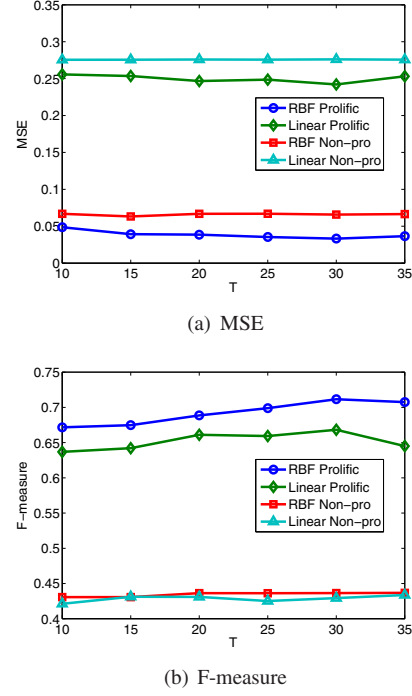 0.35
0.3
0.25
0.2
0.15
0.1
0.05
0
MSE
RBF Prolific
Linear Prolific
RBF Non-pro
Linear Non-pro
10 15 20 25 30 35
T
(a) MSE
0.75
0.7
0.65
0.6
0.55
0.5
0.45
0.4
F-measure
RBF Prolific
Linear Prolific
RBF Non-pro
Linear Non-pro
10 15 20 25 30 35
T
(b) F-measure